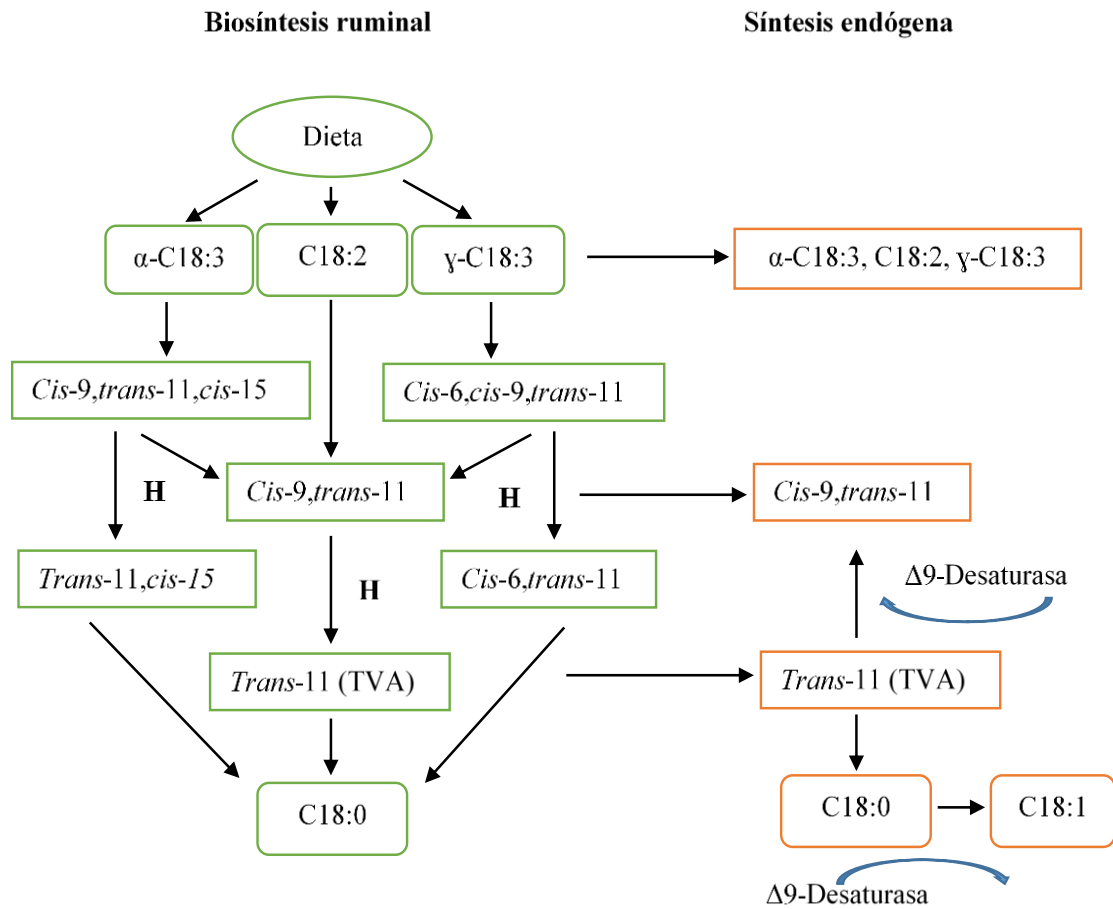 Biosíntesis ruminal
Síntesis endógena
Dieta
α-C18:3
C18:2
ɣ-C18:3
α-C18:3, C18:2, ɣ-C18:3
Cis-9,trans-11,cis-15
Cis-6,cis-9,trans-11
H
Cis-9,trans-11
H
Cis-9,trans-11
Trans-11,cis-15
H
Cis-6,trans-11
Δ9-Desaturasa
Trans-11 (TVA)
Trans-11 (TVA)
C18:0
C18:0
C18:1
Δ9-Desaturasa